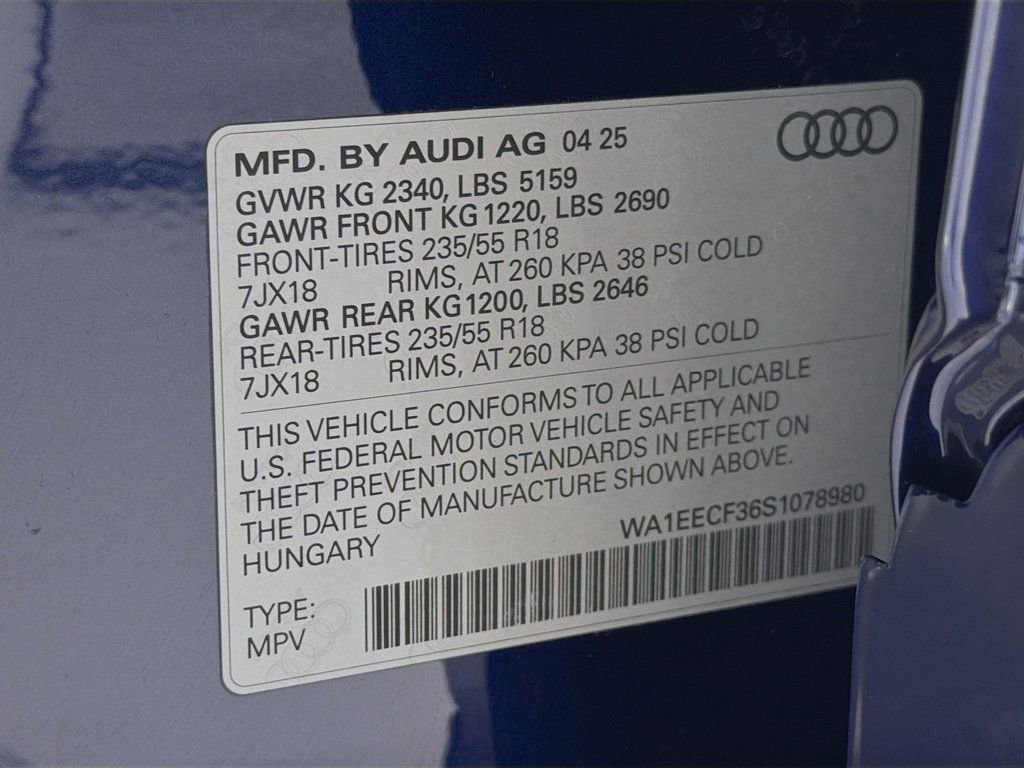 MFD. BY AUDI AG 04 25
GVWR KG 2340, LBS 5159
GAWR FRONT KG 1220, LBS 2690
FRONT-TIRES 235/55 R18
7JX18 RIMS, AT 260 KPA 38 PSI COLD
GAWR REAR KG 1200, LBS 2646
REAR-TIRES 235/55 R18
7JX18 RIMS, AT 260 KPA 38 PSI COLD
THIS VEHICLE CONFORMS TO ALL APPLICABLE
U.S. FEDERAL MOTOR VEHICLE SAFETY AND
THEFT PREVENTION STANDARDS IN EFFECT ON
THE DATE OF MANUFACTURE SHOWN ABOVE.
HUNGARY
WA1EECF36S1078980
TYPE:
MPV